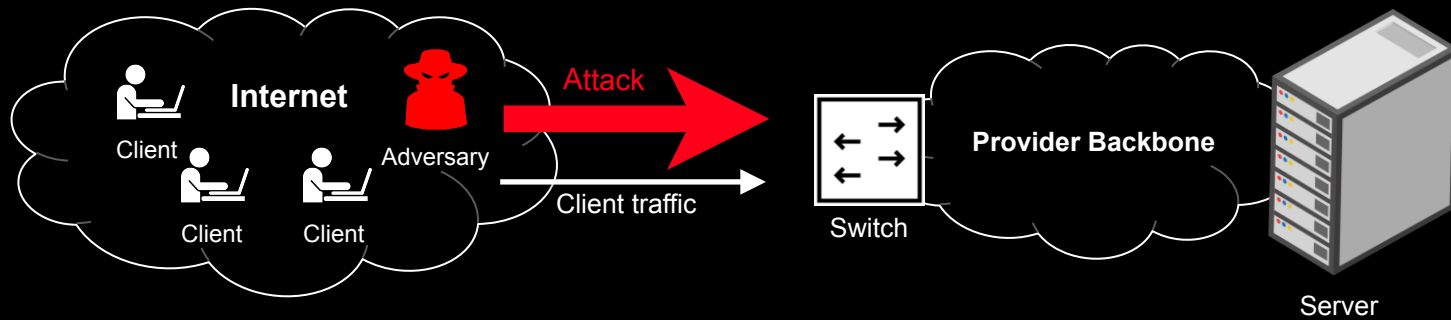 Internet
Attack
Client
Adversary
Client
Client
Client traffic
Switch
Provider Backbone
Server